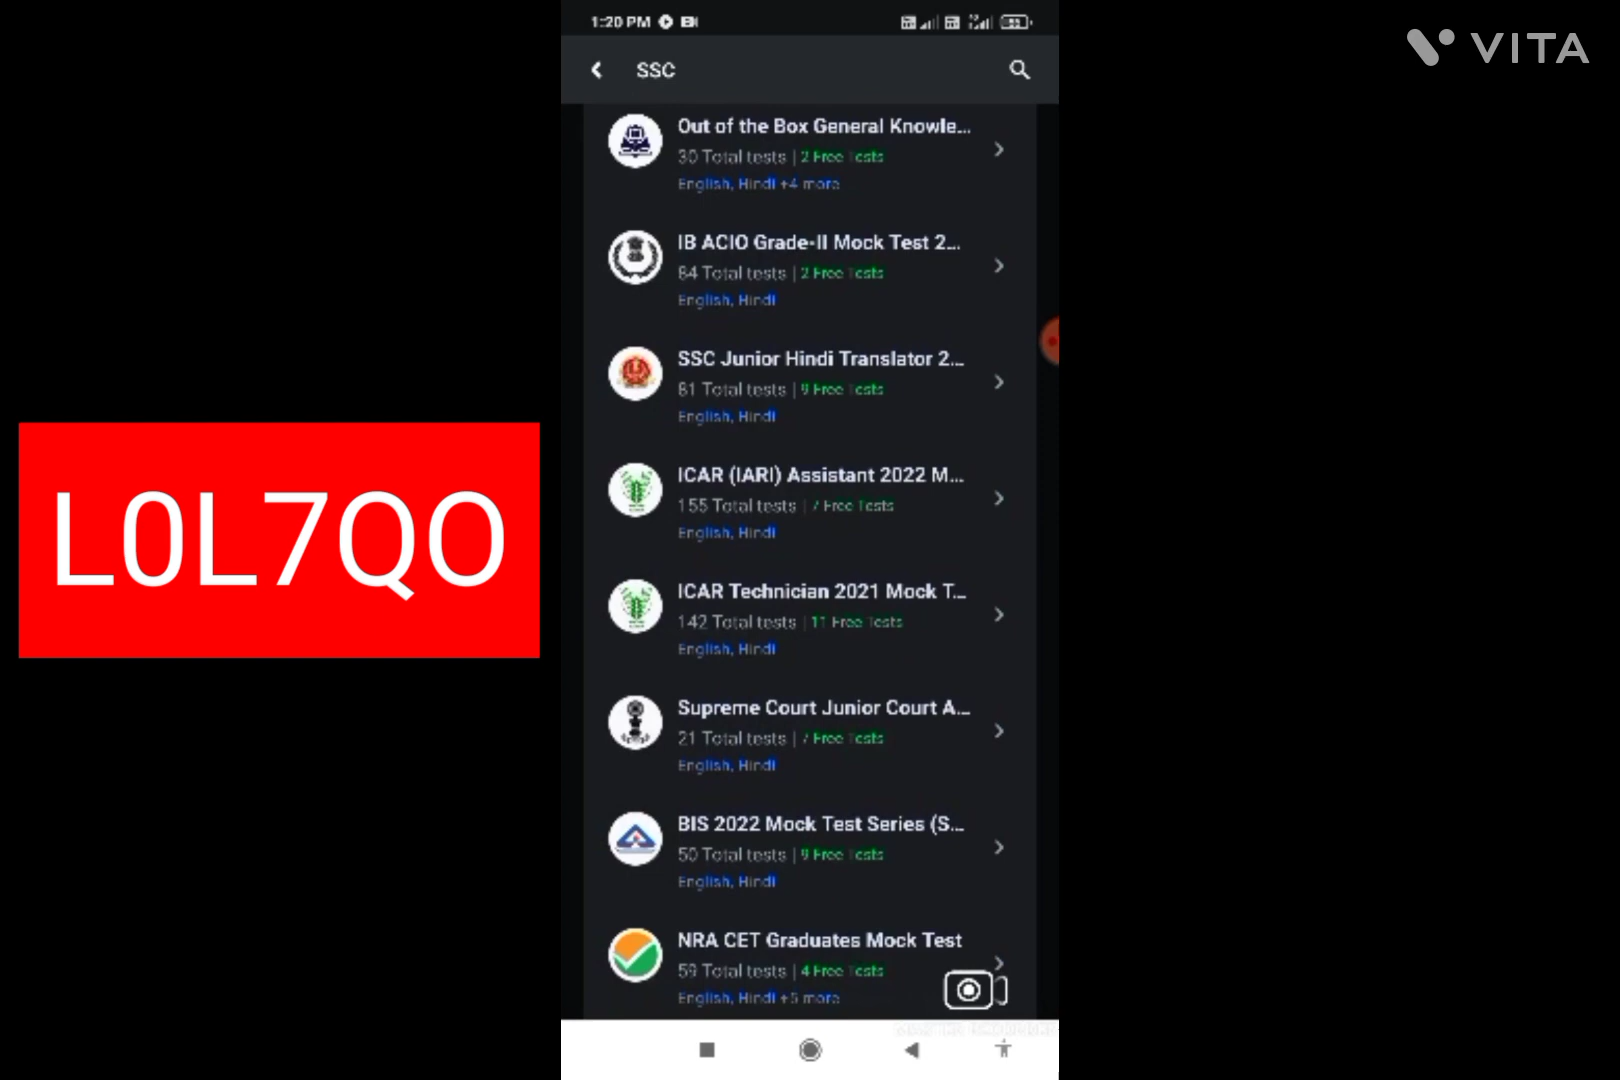 1:20 PM
VITA
SSC
Out of the Box General Knowle...
30 Total tests | 2 Free Tests
English, Hindi +4 more
IB ACIO Grade-II Mock Test 2...
84 Total tests | 2 Free Tests
English, Hindi
SSC Junior Hindi Translator 2...
81 Total tests | 9 Free Tests
English, Hindi
L0L7QO
ICAR (IARI) Assistant 2022 M...
155 Total tests | 7 Free Tests
English, Hindi
ICAR Technician 2021 Mock T...
142 Total tests | 11 Free Tests
English, Hindi
Supreme Court Junior Court A...
21 Total tests | 7 Free Tests
English, Hindi
BIS 2022 Mock Test Series (S...
50 Total tests | 9 Free Tests
English, Hindi
NRA CET Graduates Mock Test
59 Total tests | 4 Free Tests
English, Hindi +5 more